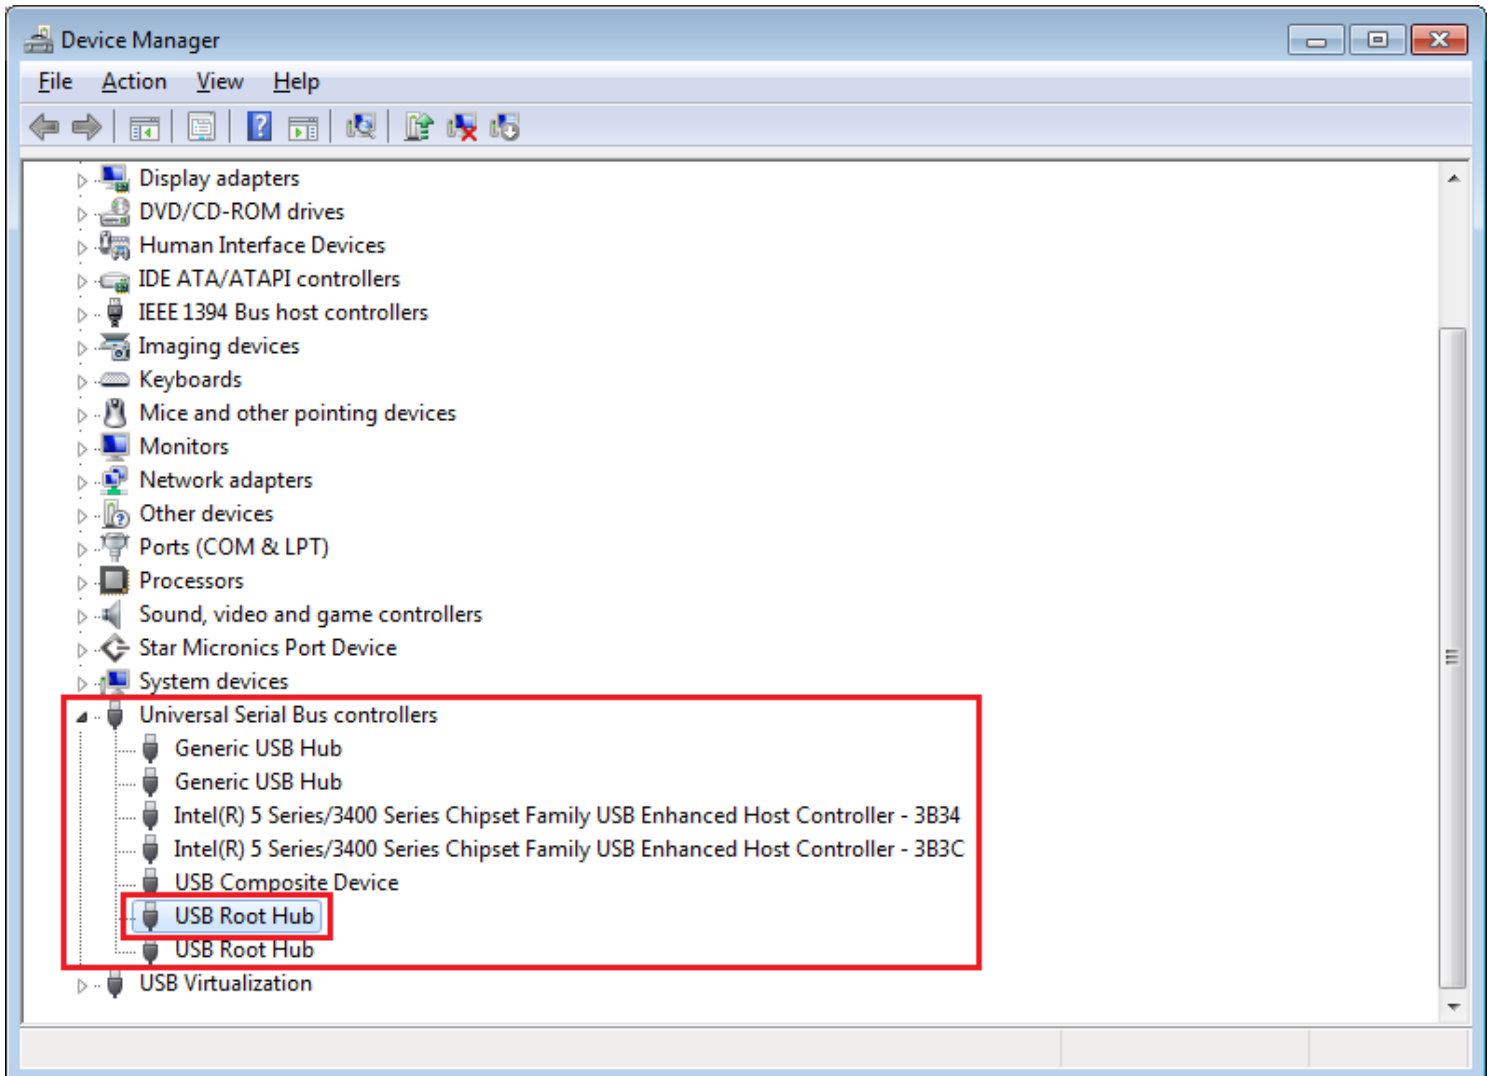 Device Manager
File Action View Help
Display adapters
DVD/CD-ROM drives
Human Interface Devices
IDE ATA/ATAPI controllers
IEEE 1394 Bus host controllers
Imaging devices
Keyboards
Mice and other pointing devices
Monitors
Network adapters
Other devices
Ports (COM & LPT)
Processors
Sound, video and game controllers
Star Micronics Port Device
System devices
Universal Serial Bus controllers
Generic USB Hub
Generic USB Hub
Intel(R) 5 Series/3400 Series Chipset Family USB Enhanced Host Controller - 3B34
Intel(R) 5 Series/3400 Series Chipset Family USB Enhanced Host Controller - 3B3C
USB Composite Device
USB Root Hub
USB Root Hub
USB Virtualization